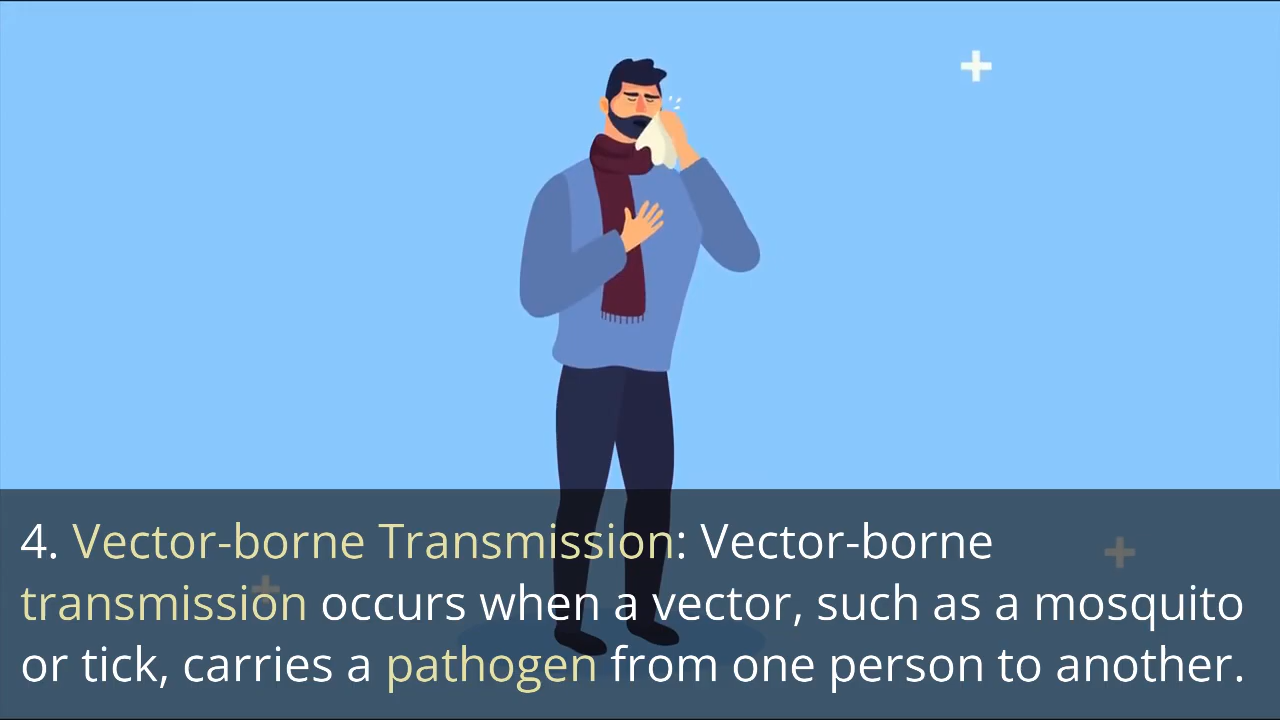 4. Vector-borne Transmission: Vector-borne
transmission occurs when a vector, such as a mosquito
or tick, carries a pathogen from one person to another.